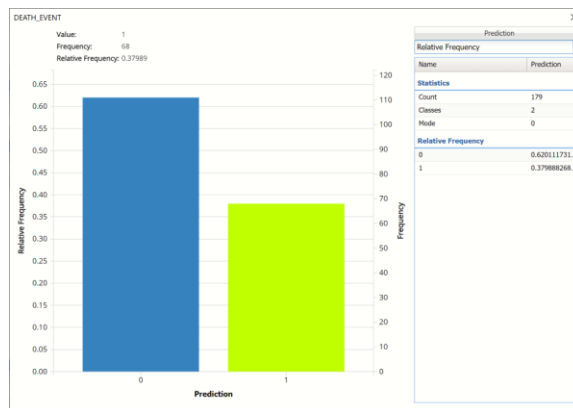 DEATH_EVENT
Value: 1
Frequency: 68
Relative Frequency: 0.37989
Relative Frequency
0.65
0.60
0.55
0.50
0.45
0.40
0.35
0.30
0.25
0.20
0.15
0.10
0.05
0.00
0 1
Prediction
120
110
100
90
80
70
60
50
40
30
20
10
0
Frequency
Prediction
Relative Frequency
Name Prediction
Statistics
Count 179
Classes 2
Mode 0
Relative Frequency
0 0.620111731.
1 0.379888268.